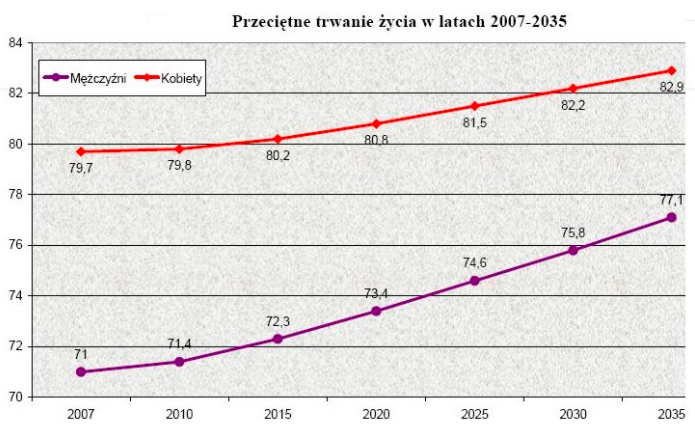 Przeciętne trwanie życia w latach 2007-2035
84
Mężczyźni Kobiety
82
80
78
76
74
72
70
79,7 79,8 80,2 80,8 81,5 82,2 82,9
71 71,4 72,3 73,4 74,6 75,8 77,1
2007 2010 2015 2020 2025 2030 2035